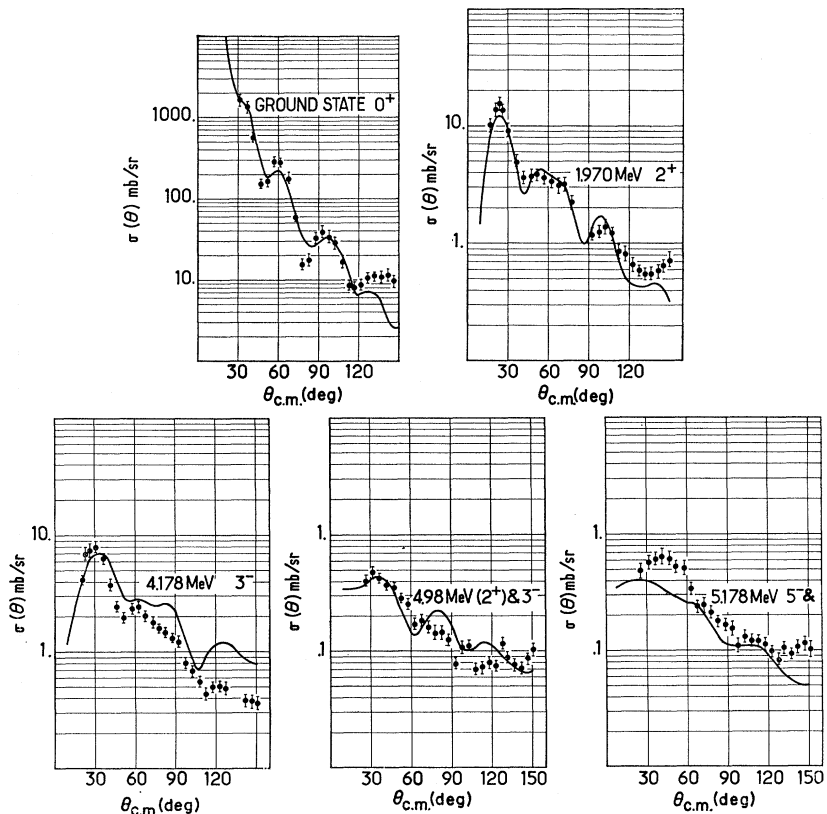 1000.
100.
10.
σ (θ) mb/sr
GROUND STATE 0+
30 60 90 120
θc.m.(deg)
10.
1.
σ (θ) mb/sr
1.970 MeV 2+
30 60 90 120
θc.m.(deg)
10.
1.
σ (θ) mb/sr
4.178 MeV 3-
30 60 90 120
θc.m.(deg)
1.
.1
σ (θ) mb/sr
4.98 MeV (2+)&3-
30 60 90 120 150
θc.m.(deg)
1.
.1
σ (θ) mb/sr
5.178 MeV 5-&
30 60 90 120 150
θc.m.(deg)